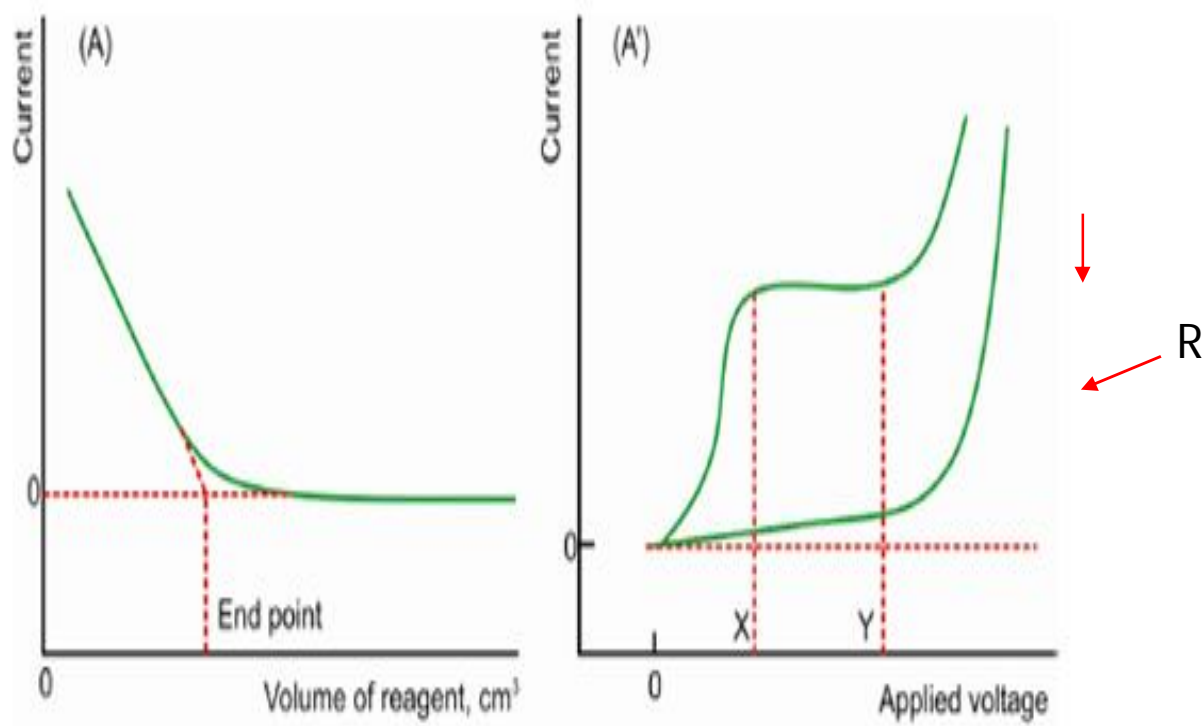 Current
(A)
0
End point
0
Volume of reagent, cm³
Current
(A')
0
X
Y
0
Applied voltage
R